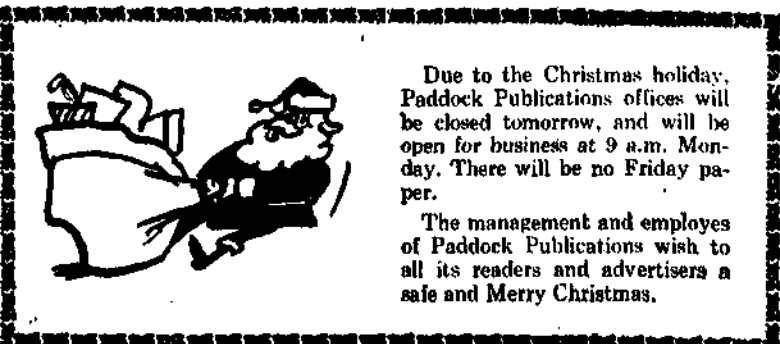 Due to the Christmas holiday,
Paddock Publications offices will
be closed tomorrow, and will be
open for business at 9 a.m. Mon-
day. There will be no Friday pa-
per.
The management and employes
of Paddock Publications wish to
all its readers and advertisers a
safe and Merry Christmas.